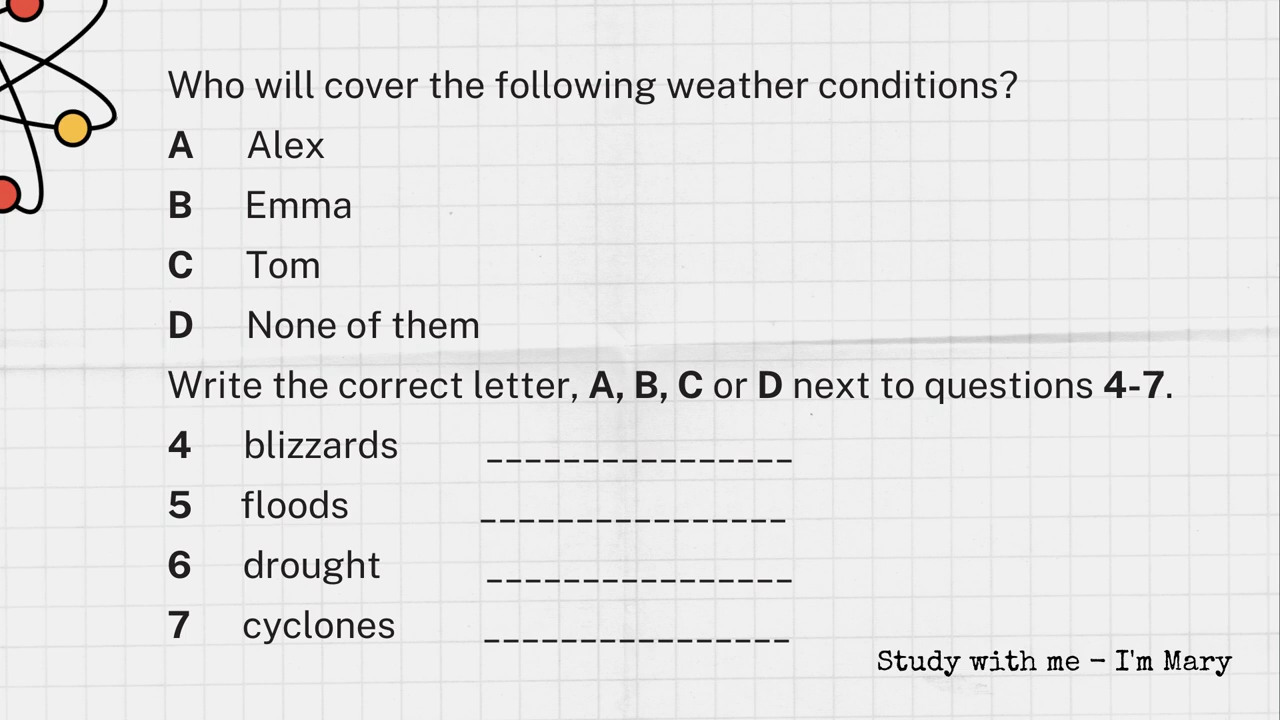 Who will cover the following weather conditions?
A Alex
B Emma
C Tom
D None of them
Write the correct letter, A, B, C or D next to questions 4-7.
4 blizzards _______________
5 floods _______________
6 drought _______________
7 cyclones _______________
Study with me - I'm Mary